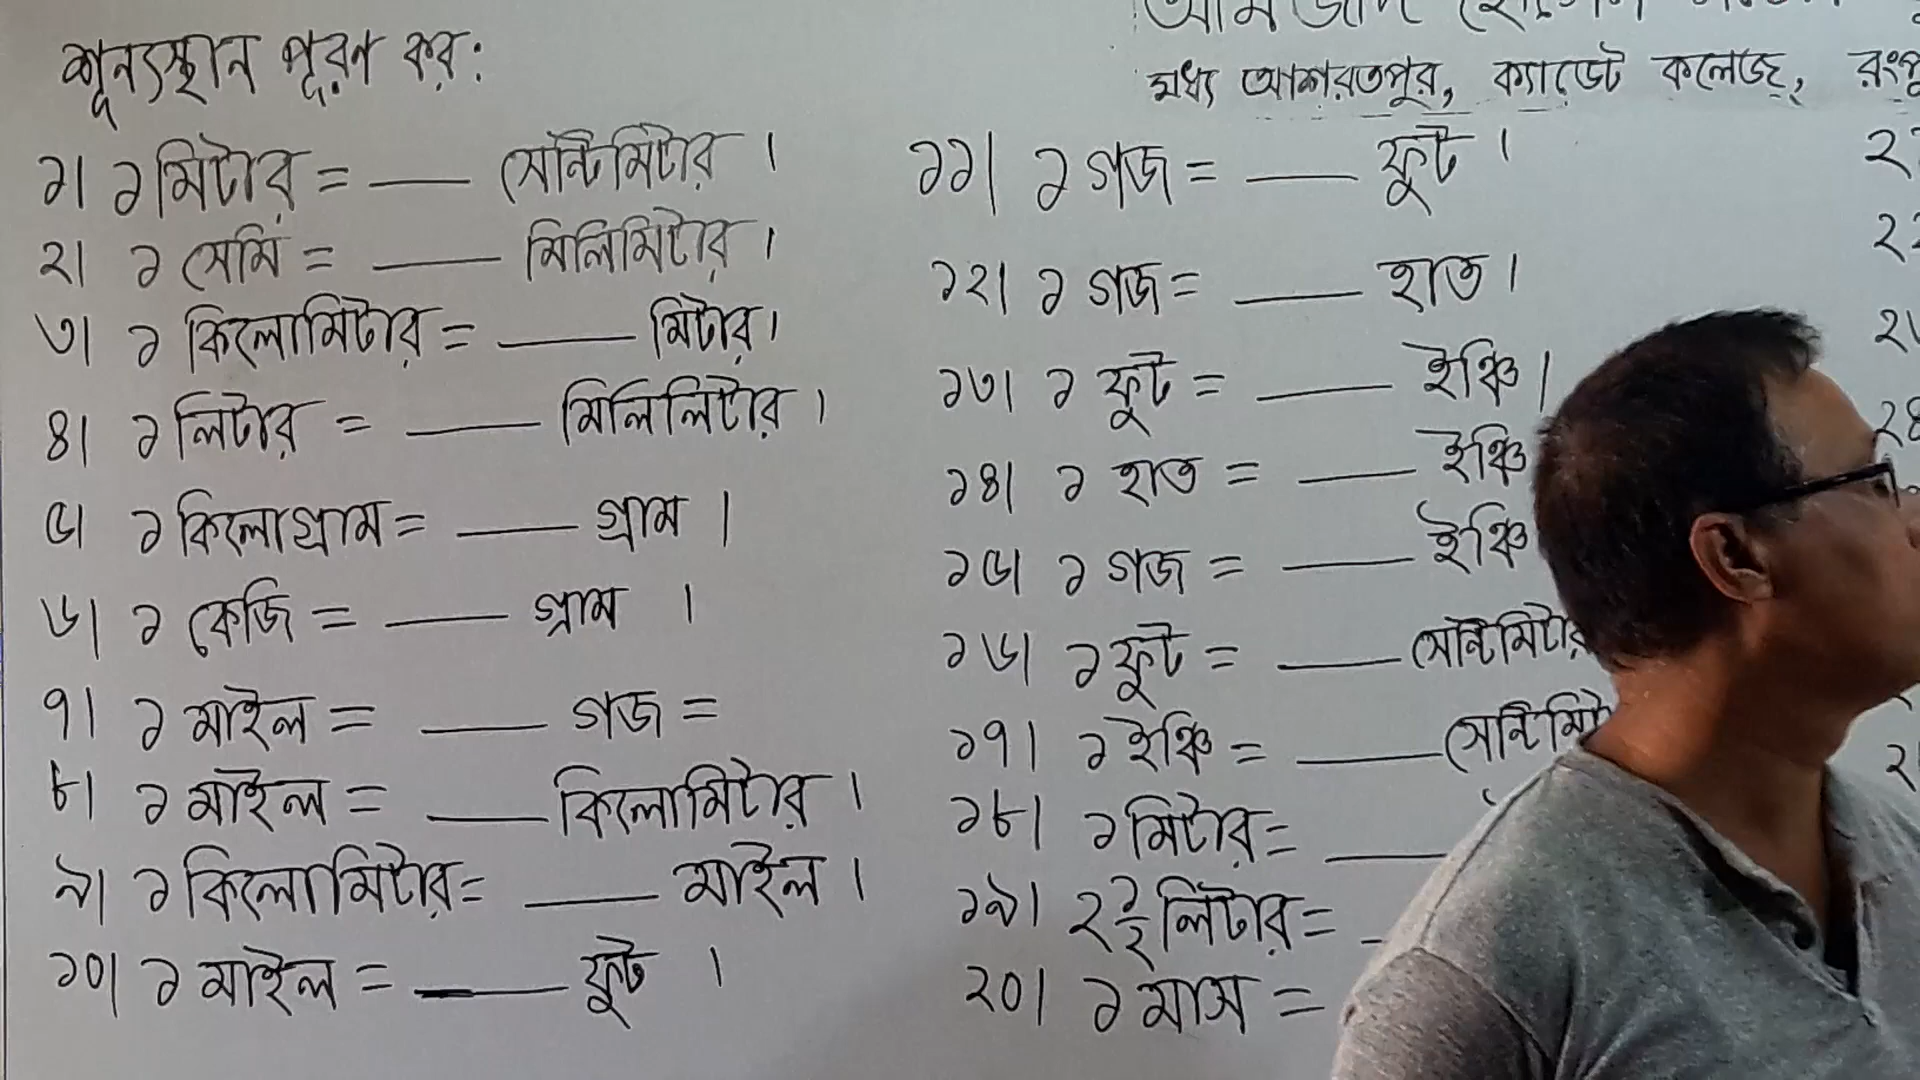 শূন্যস্থান পূরণ কর:
১। ১ মিটার = ___ সেন্টিমিটার।
২। ১ সেমি = ___ মিলিমিটার।
৩। ১ কিলোমিটার = ___ মিটার।
৪। ১ লিটার = ___ মিলিলিটার।
৫। ১ কিলোগ্রাম = ___ গ্রাম।
৬। ১ কেজি = ___ গ্রাম।
৭। ১ মাইল = ___ গজ =
৮। ১ মাইল = ___ কিলোমিটার।
৯। ১ কিলোমিটার = ___ মাইল।
১০। ১ মাইল = ___ ফুট।
মধ্য আশরতপুর, ক্যাডেট কলেজ,
১১। ১ গজ = ___ ফুট।
১২। ১ গজ = ___ হাত।
১৩। ১ ফুট = ___ ইঞ্চি।
১৪। ১ হাত = ___ ইঞ্চি
১৫। ১ গজ = ___ ইঞ্চি
১৬। ১ ফুট = ___ সেন্টিমিটার
১৭। ১ ইঞ্চি = ___
১৮। ১ মিটার = ___
১৯। ২ ১/২ লিটার =
২০। ১ মাস =